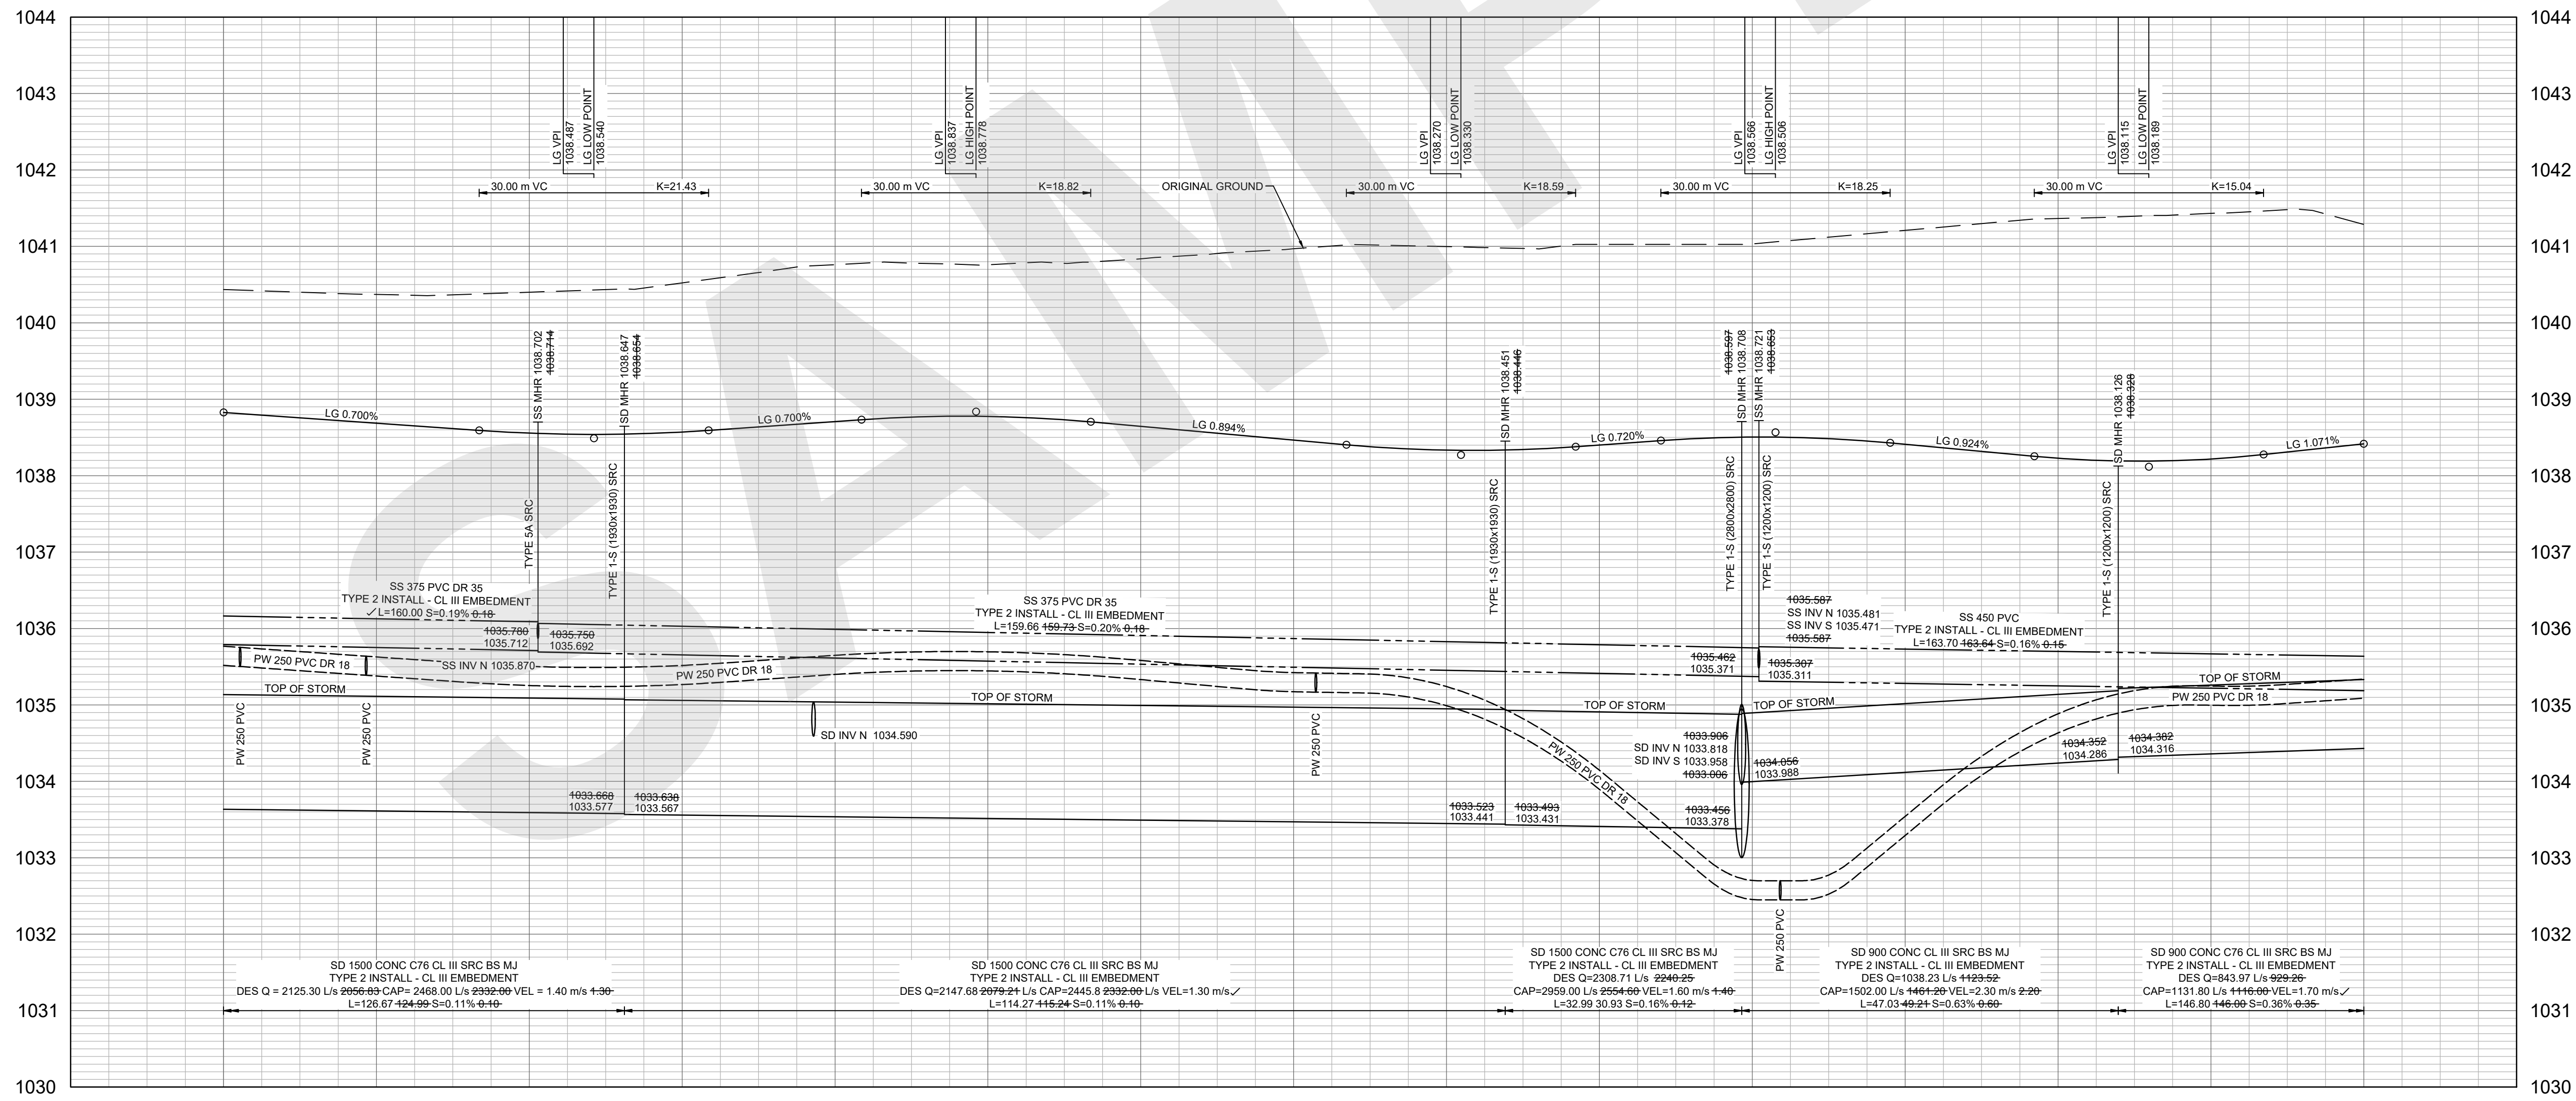 SAMP
1044
1043
1042
1041
1040
1039
1038
1037
1036
1035
1034
1033
1032
1031
1030
1044
1043
1042
1041
1040
1039
1038
1037
1036
1035
1034
1033
1032
1031
1030
LG VPI
1038.487
LG LOW POINT
1038.540
LG VPI
1038.837
LG HIGH POINT
1038.778
LG VPI
1038.270
LG LOW POINT
1038.330
LG VPI
1038.566
LG HIGH POINT
1038.506
LG VPI
1038.115
LG LOW POINT
1038.189
30.00 m VC K=21.43
30.00 m VC K=18.82
ORIGINAL GROUND
30.00 m VC K=18.59
30.00 m VC K=18.25
30.00 m VC K=15.04
SS MHR 1038.702
1038.714
SD MHR 1038.647
1038.654
SD MHR 1038.451
1038.446
1038.597
SD MHR 1038.708
SS MHR 1038.721
1038.653
SD MHR 1038.126
1038.328
LG 0.700%
LG 0.700%
LG 0.894%
LG 0.720%
LG 0.924%
LG 1.071%
TYPE 5A SRC
TYPE 1-S (1930x1930) SRC
TYPE 1-S (1930x1930) SRC
TYPE 1-S (2800x2800) SRC
TYPE 1-S (1200x1200) SRC
TYPE 1-S (1200x1200) SRC
SS 375 PVC DR 35
TYPE 2 INSTALL - CL III EMBEDMENT
✓L=160.00 S=0.19% 0.18
1035.780
1035.712
1035.750
1035.692
SS 375 PVC DR 35
TYPE 2 INSTALL - CL III EMBEDMENT
L=159.66 159.73 S=0.20% 0.18
1035.587
SS INV N 1035.481
SS INV S 1035.471
1035.587
SS 450 PVC
TYPE 2 INSTALL - CL III EMBEDMENT
L=163.70 163.64 S=0.16% 0.15
1035.462
1035.371
1035.307
1035.311
PW 250 PVC DR 18
SS INV N 1035.870
PW 250 PVC DR 18
TOP OF STORM
TOP OF STORM
TOP OF STORM
TOP OF STORM
TOP OF STORM
PW 250 PVC DR 18
PW 250 PVC
PW 250 PVC
SD INV N 1034.590
PW 250 PVC
PW 250 PVC DR 18
1033.906
SD INV N 1033.818
SD INV S 1033.958
1033.006
1034.056
1033.988
1034.352
1034.286
1034.382
1034.316
1033.668
1033.577
1033.638
1033.567
1033.523
1033.441
1033.493
1033.431
1033.456
1033.378
PW 250 PVC
SD 1500 CONC C76 CL III SRC BS MJ
TYPE 2 INSTALL - CL III EMBEDMENT
DES Q = 2125.30 L/s 2056.83 CAP= 2468.00 L/s 2332.00 VEL = 1.40 m/s 1.30
L=126.67 124.99 S=0.11% 0.10
SD 1500 CONC C76 CL III SRC BS MJ
TYPE 2 INSTALL - CL III EMBEDMENT
DES Q=2147.68 2079.21 L/s CAP=2445.8 2332.00 L/s VEL=1.30 m/s✓
L=114.27 115.24 S=0.11% 0.10
SD 1500 CONC C76 CL III SRC BS MJ
TYPE 2 INSTALL - CL III EMBEDMENT
DES Q=2308.71 L/s 2240.25
CAP=2959.00 L/s 2554.60 VEL=1.60 m/s 1.40
L=32.99 30.93 S=0.16% 0.12
SD 900 CONC CL III SRC BS MJ
TYPE 2 INSTALL - CL III EMBEDMENT
DES Q=1038.23 L/s 1123.52
CAP=1502.00 L/s 1461.20 VEL=2.30 m/s 2.20
L=47.03 49.21 S=0.63% 0.60
SD 900 CONC C76 CL III SRC BS MJ
TYPE 2 INSTALL - CL III EMBEDMENT
DES Q=843.97 L/s 929.26
CAP=1131.80 L/s 1116.00 VEL=1.70 m/s✓
L=146.80 146.00 S=0.36% 0.35